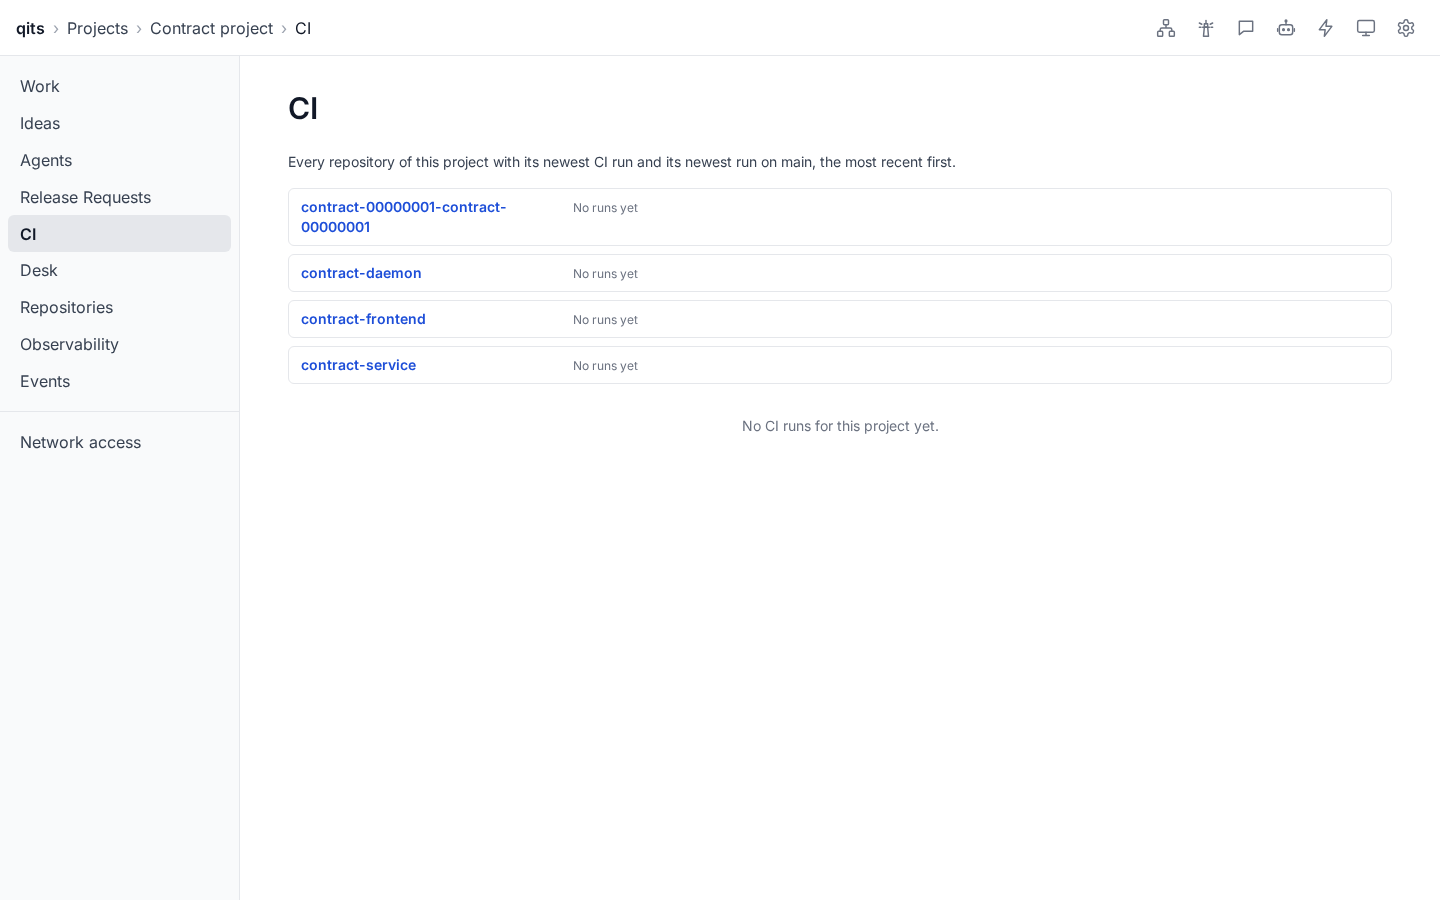 qits › Projects › Contract project › CI
Work
Ideas
Agents
Release Requests
CI
Desk
Repositories
Observability
Events
Network access
CI
Every repository of this project with its newest CI run and its newest run on main, the most recent first.
contract-00000001-contract-
00000001
No runs yet
contract-daemon No runs yet
contract-frontend No runs yet
contract-service No runs yet
No CI runs for this project yet.